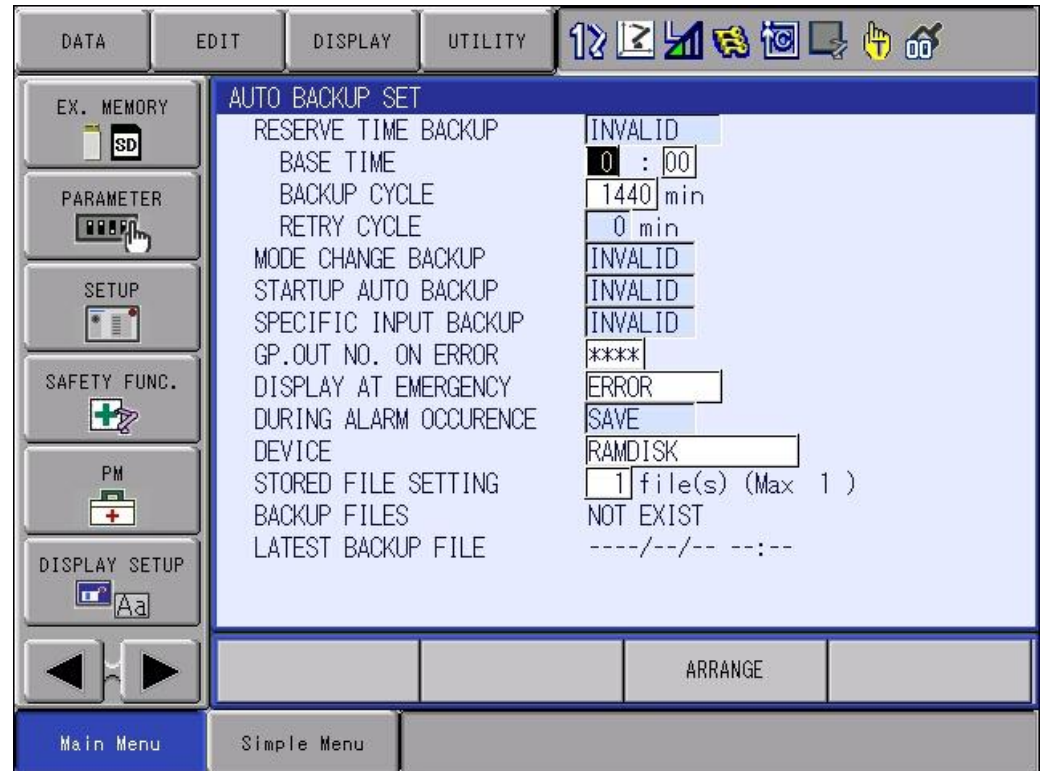 DATA EDIT DISPLAY UTILITY
EX. MEMORY
SD
PARAMETER
SETUP
SAFETY FUNC.
PM
DISPLAY SETUP
Aa
AUTO BACKUP SET
RESERVE TIME BACKUP INVALID
BASE TIME 0 : 00
BACKUP CYCLE 1440 min
RETRY CYCLE 0 min
MODE CHANGE BACKUP INVALID
STARTUP AUTO BACKUP INVALID
SPECIFIC INPUT BACKUP INVALID
GP.OUT NO. ON ERROR ****
DISPLAY AT EMERGENCY ERROR
DURING ALARM OCCURENCE SAVE
DEVICE RAMDISK
STORED FILE SETTING 1 file(s) (Max 1 )
BACKUP FILES NOT EXIST
LATEST BACKUP FILE ----/--/-- --:--
ARRANGE
Main Menu Simple Menu